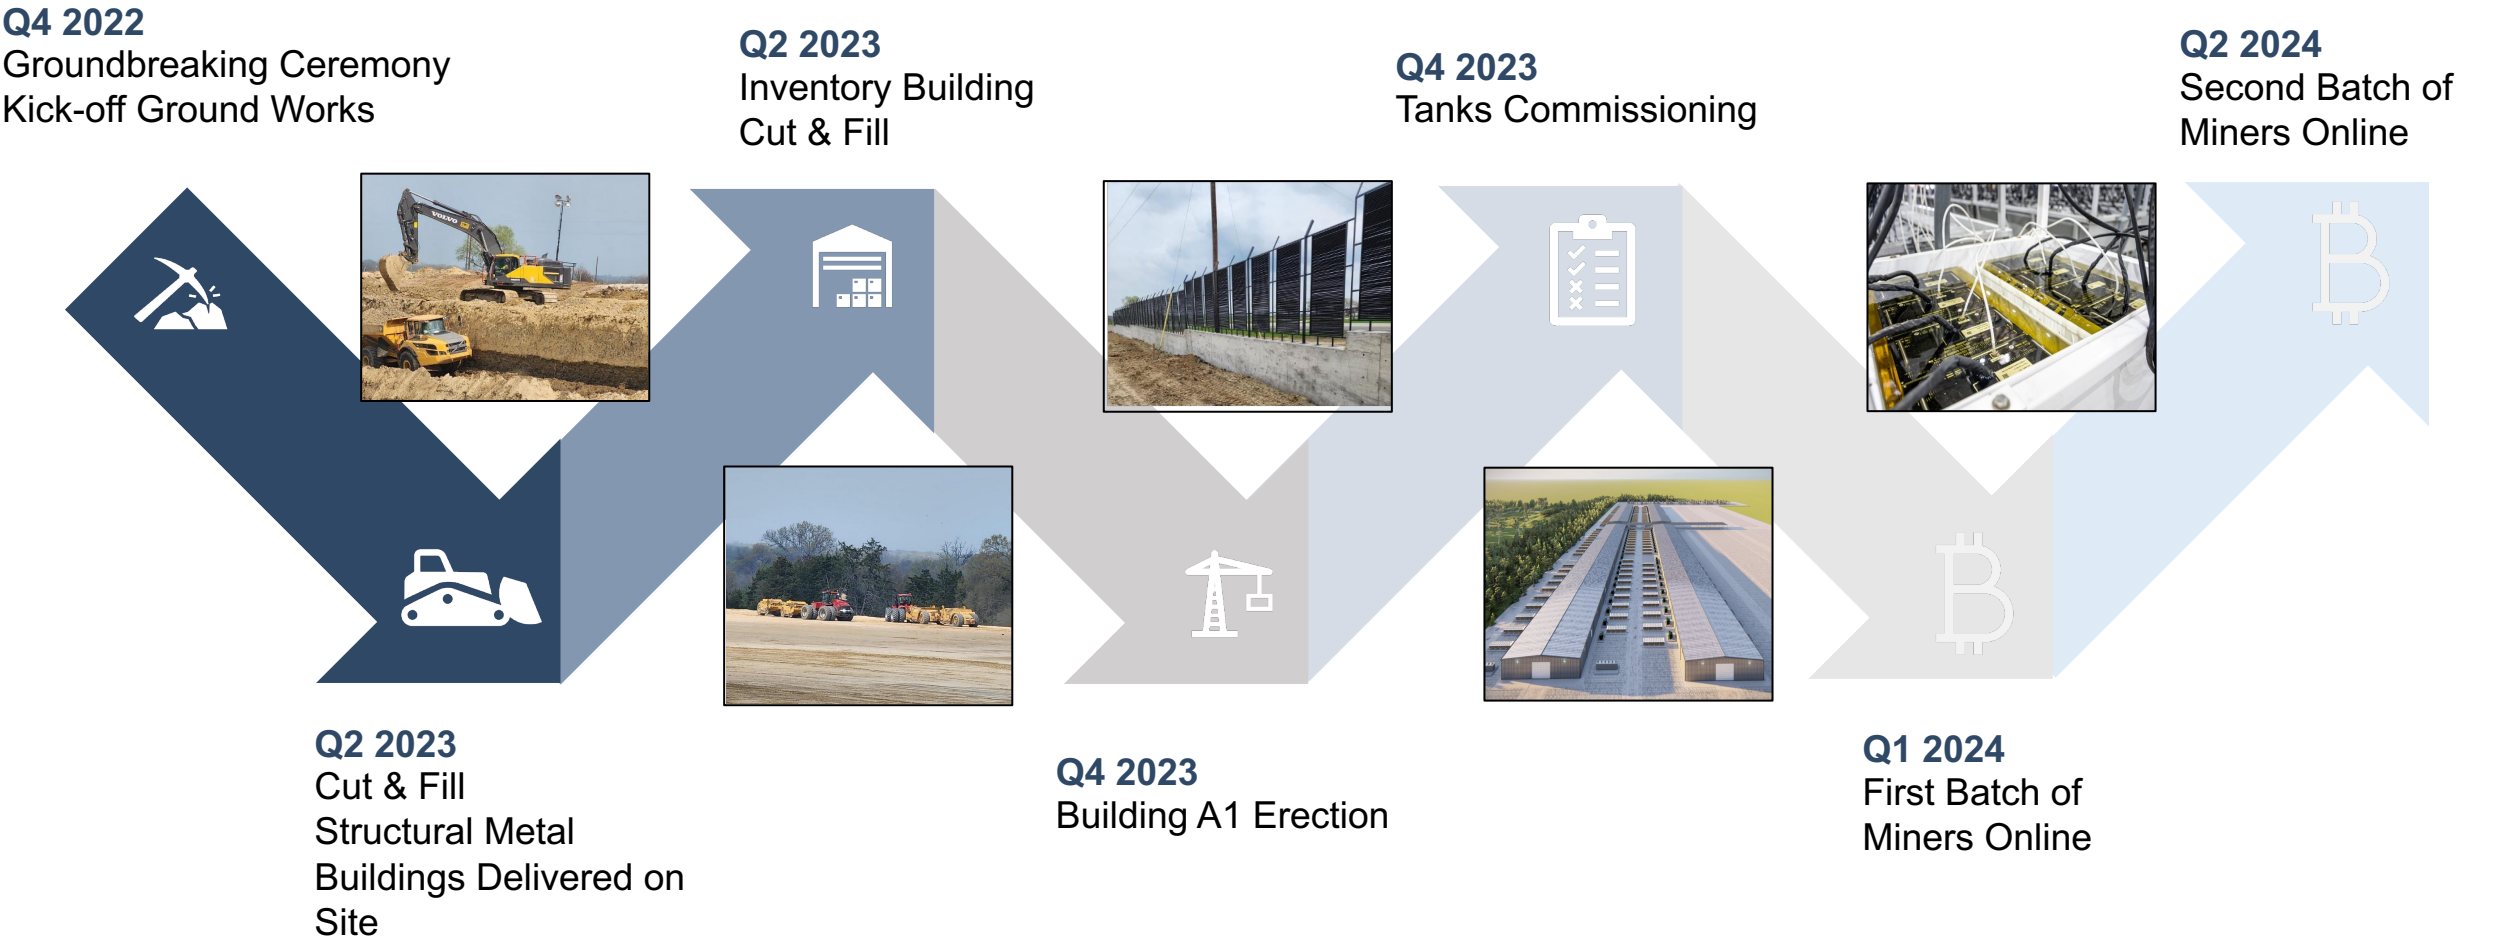 Q4 2022
Groundbreaking Ceremony
Kick-off Ground Works
Q2 2023
Cut & Fill
Structural Metal
Buildings Delivered on
Site
Q2 2023
Inventory Building
Cut & Fill
Q4 2023
Building A1 Erection
Q4 2023
Tanks Commissioning
Q1 2024
First Batch of
Miners Online
Q2 2024
Second Batch of
Miners Online
VOLVO